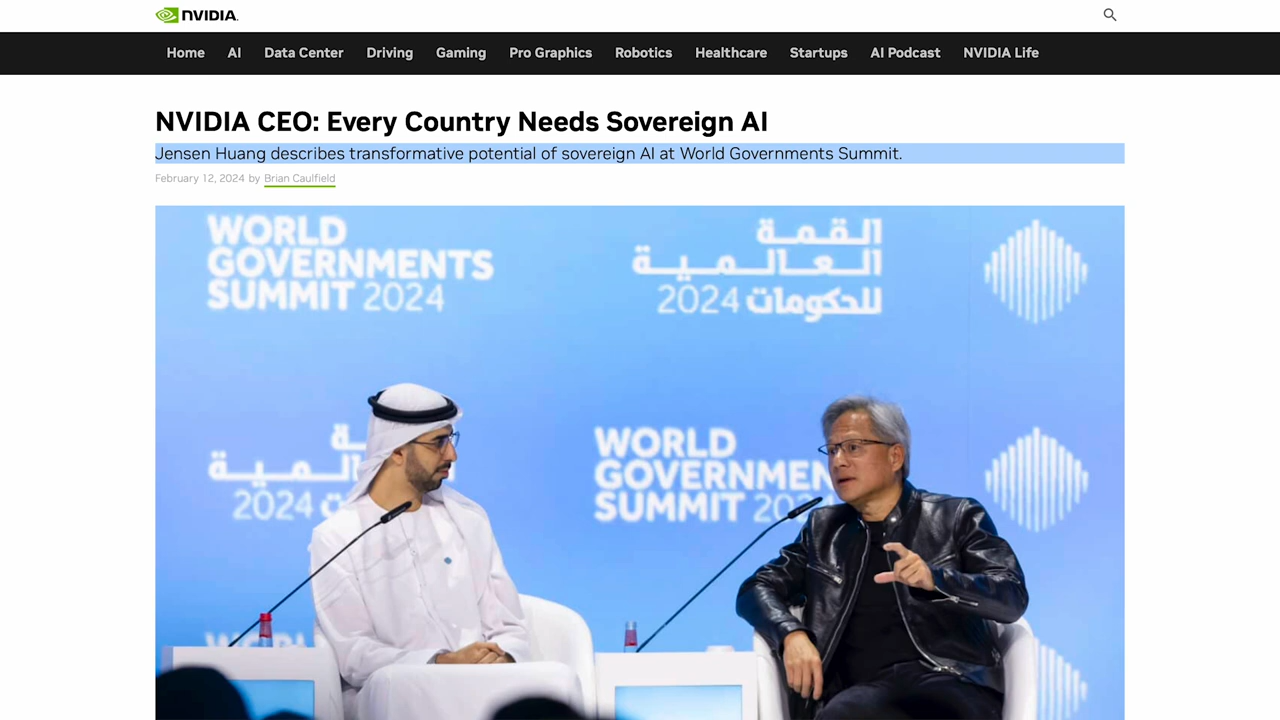 NVIDIA.
Home AI Data Center Driving Gaming Pro Graphics Robotics Healthcare Startups AI Podcast NVIDIA Life
NVIDIA CEO: Every Country Needs Sovereign AI
Jensen Huang describes transformative potential of sovereign AI at World Governments Summit.
February 12, 2024 by Brian Caulfield
WORLD
GOVERNMENTS
SUMMIT 2024
القمة
العالمية
للحكومات 2024
WORLD
GOVERNMEN
SUMMIT 202
2024
WORLD